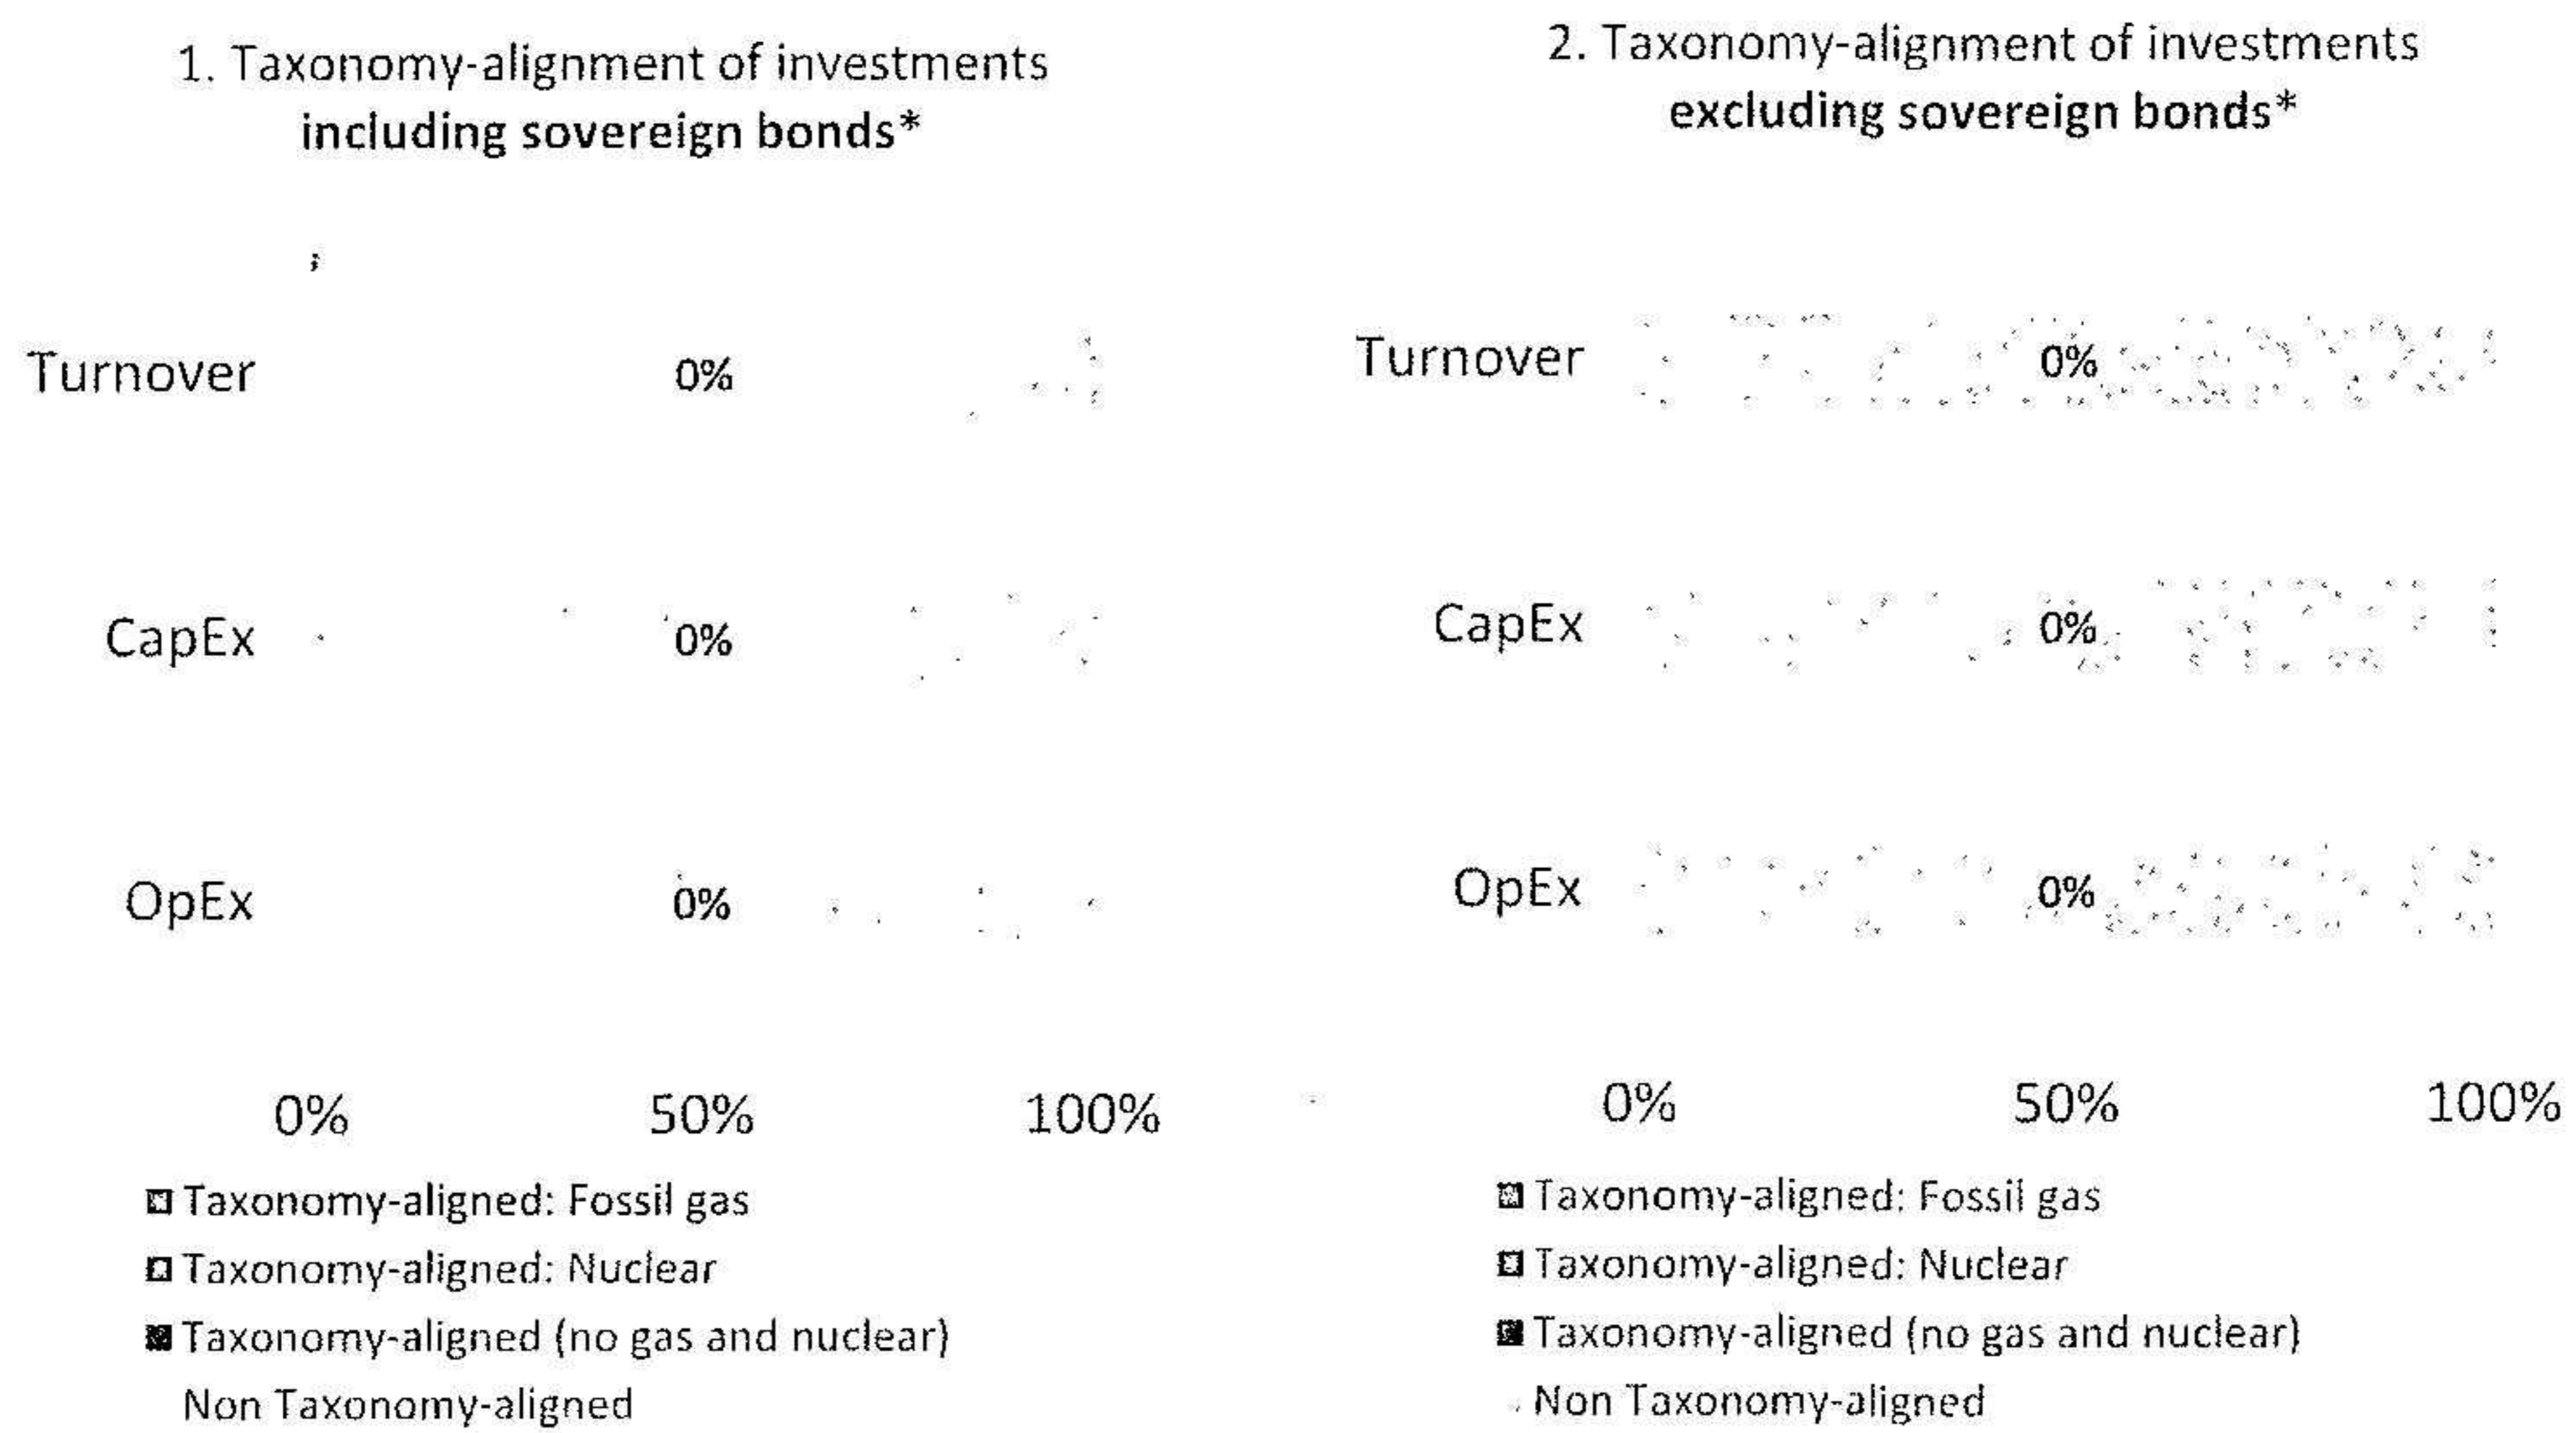 1. Taxonomy-alignment of investments
including sovereign bonds*
Turnover
0%
CapEx
0%
OpEx
0%
0% 50% 100%
Taxonomy-aligned: Fossil gas
Taxonomy-aligned: Nuclear
Taxonomy-aligned (no gas and nuclear)
Non Taxonomy-aligned
2. Taxonomy-alignment of investments
excluding sovereign bonds*
Turnover
0%
CapEx
0%
OpEx
0%
0% 50% 100%
Taxonomy-aligned: Fossil gas
Taxonomy-aligned: Nuclear
Taxonomy-aligned (no gas and nuclear)
Non Taxonomy-aligned